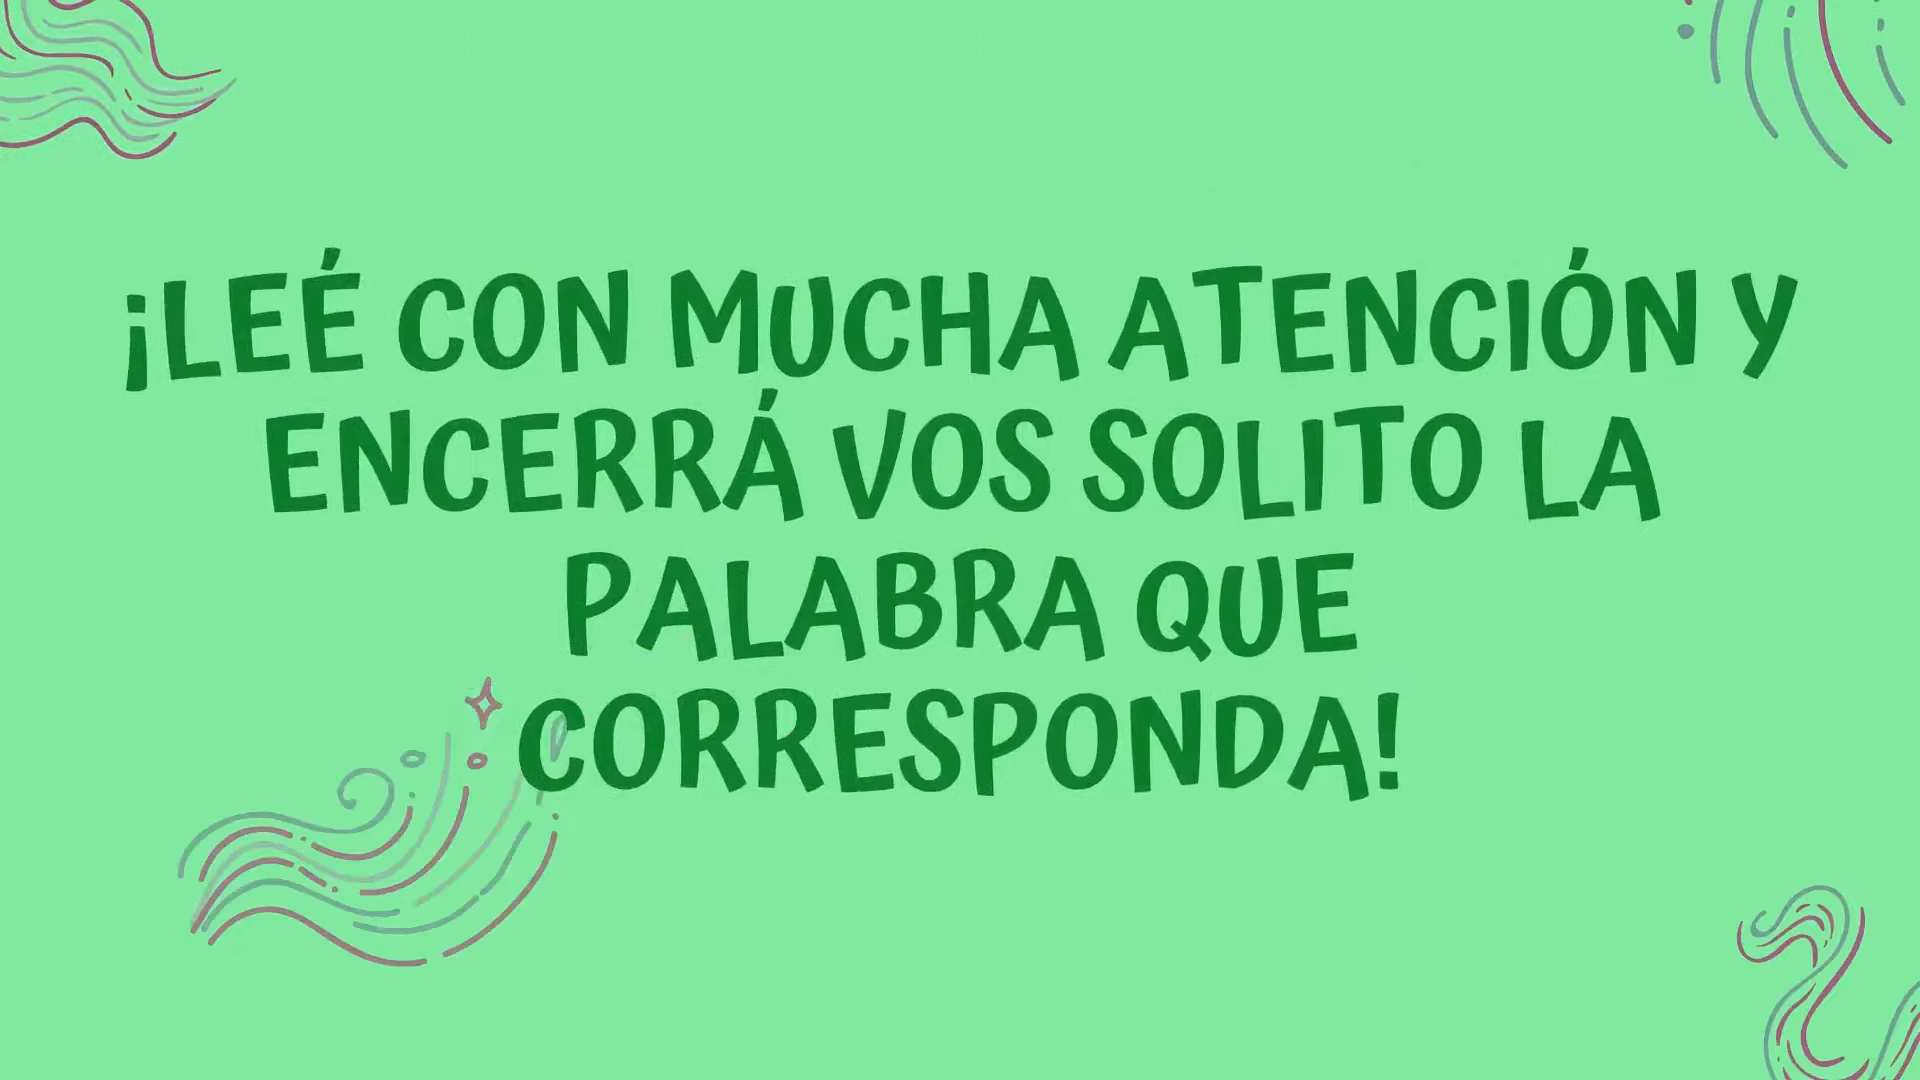 ¡LEÉ CON MUCHA ATENCIÓN Y
ENCERRÁ VOS SOLITO LA
PALABRA QUE
CORRESPONDA!